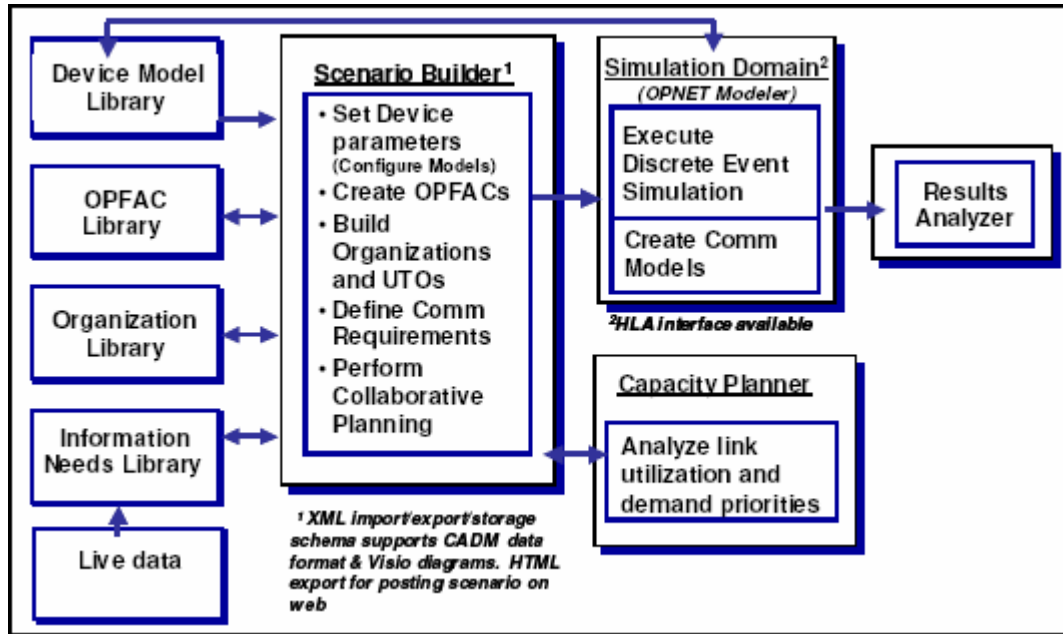 Device Model
Library
OPFAC
Library
Organization
Library
Information
Needs Library
Live data
Scenario Builder¹
• Set Device
parameters
(Configure Models)
• Create OPFACs
• Build
Organizations
and UTOs
• Define Comm
Requirements
• Perform
Collaborative
Planning
¹ XML import/export/storage
schema supports CADM data
format & Visio diagrams. HTML
export for posting scenario on
web
Simulation Domain²
(OPNET Modeler)
Execute
Discrete Event
Simulation
Create Comm
Models
²HLA interface available
Capacity Planner
Analyze link
utilization and
demand priorities
Results
Analyzer